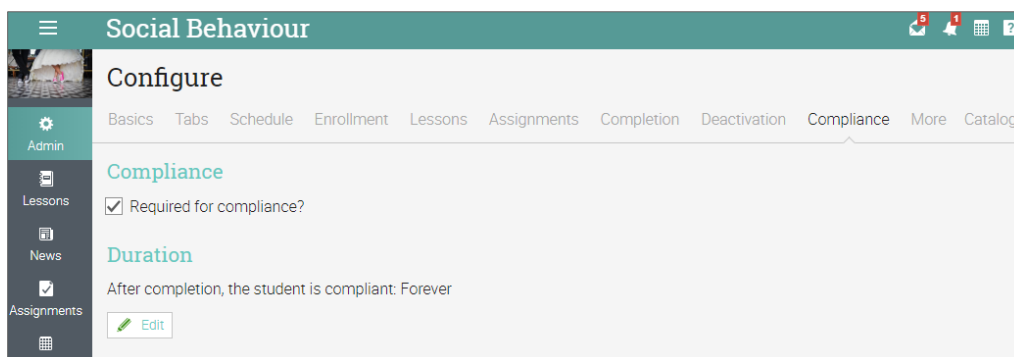 Social Behaviour
5
1
?
Configure
Basics Tabs Schedule Enrollment Lessons Assignments Completion Deactivation Compliance More Catalog
Admin
Lessons
News
Assignments
Compliance
Required for compliance?
Duration
After completion, the student is compliant: Forever
Edit